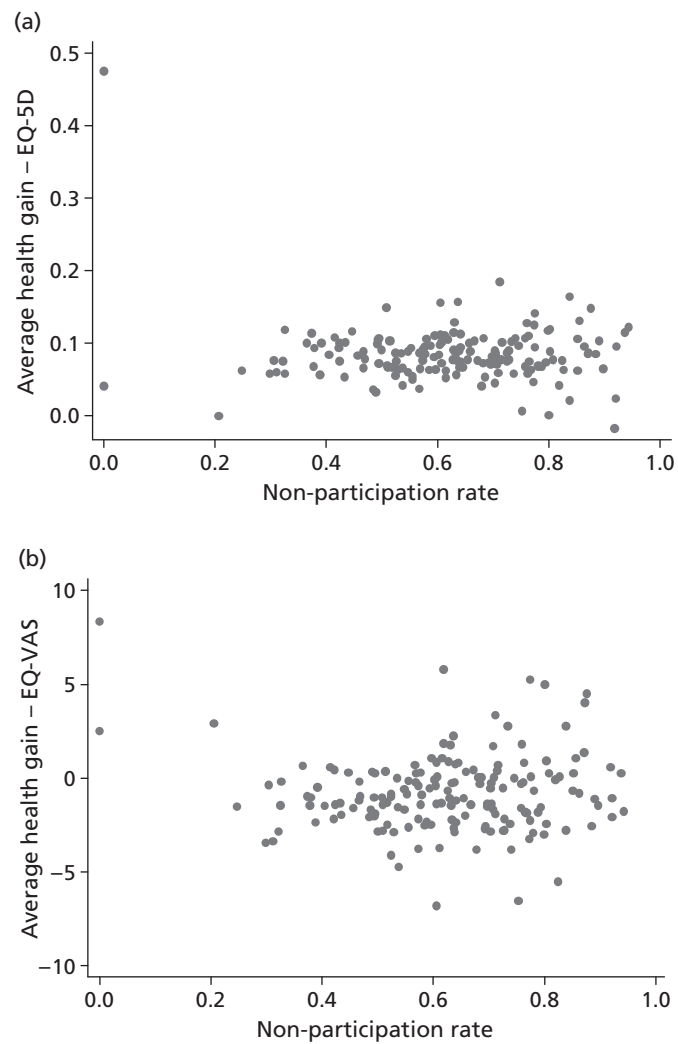 (a)
0.5
0.4
0.3
0.2
0.1
0.0
Average health gain – EQ-5D
0.0 0.2 0.4 0.6 0.8 1.0
Non-participation rate
(b)
10
5
0
−5
−10
Average health gain – EQ-VAS
0.0 0.2 0.4 0.6 0.8 1.0
Non-participation rate